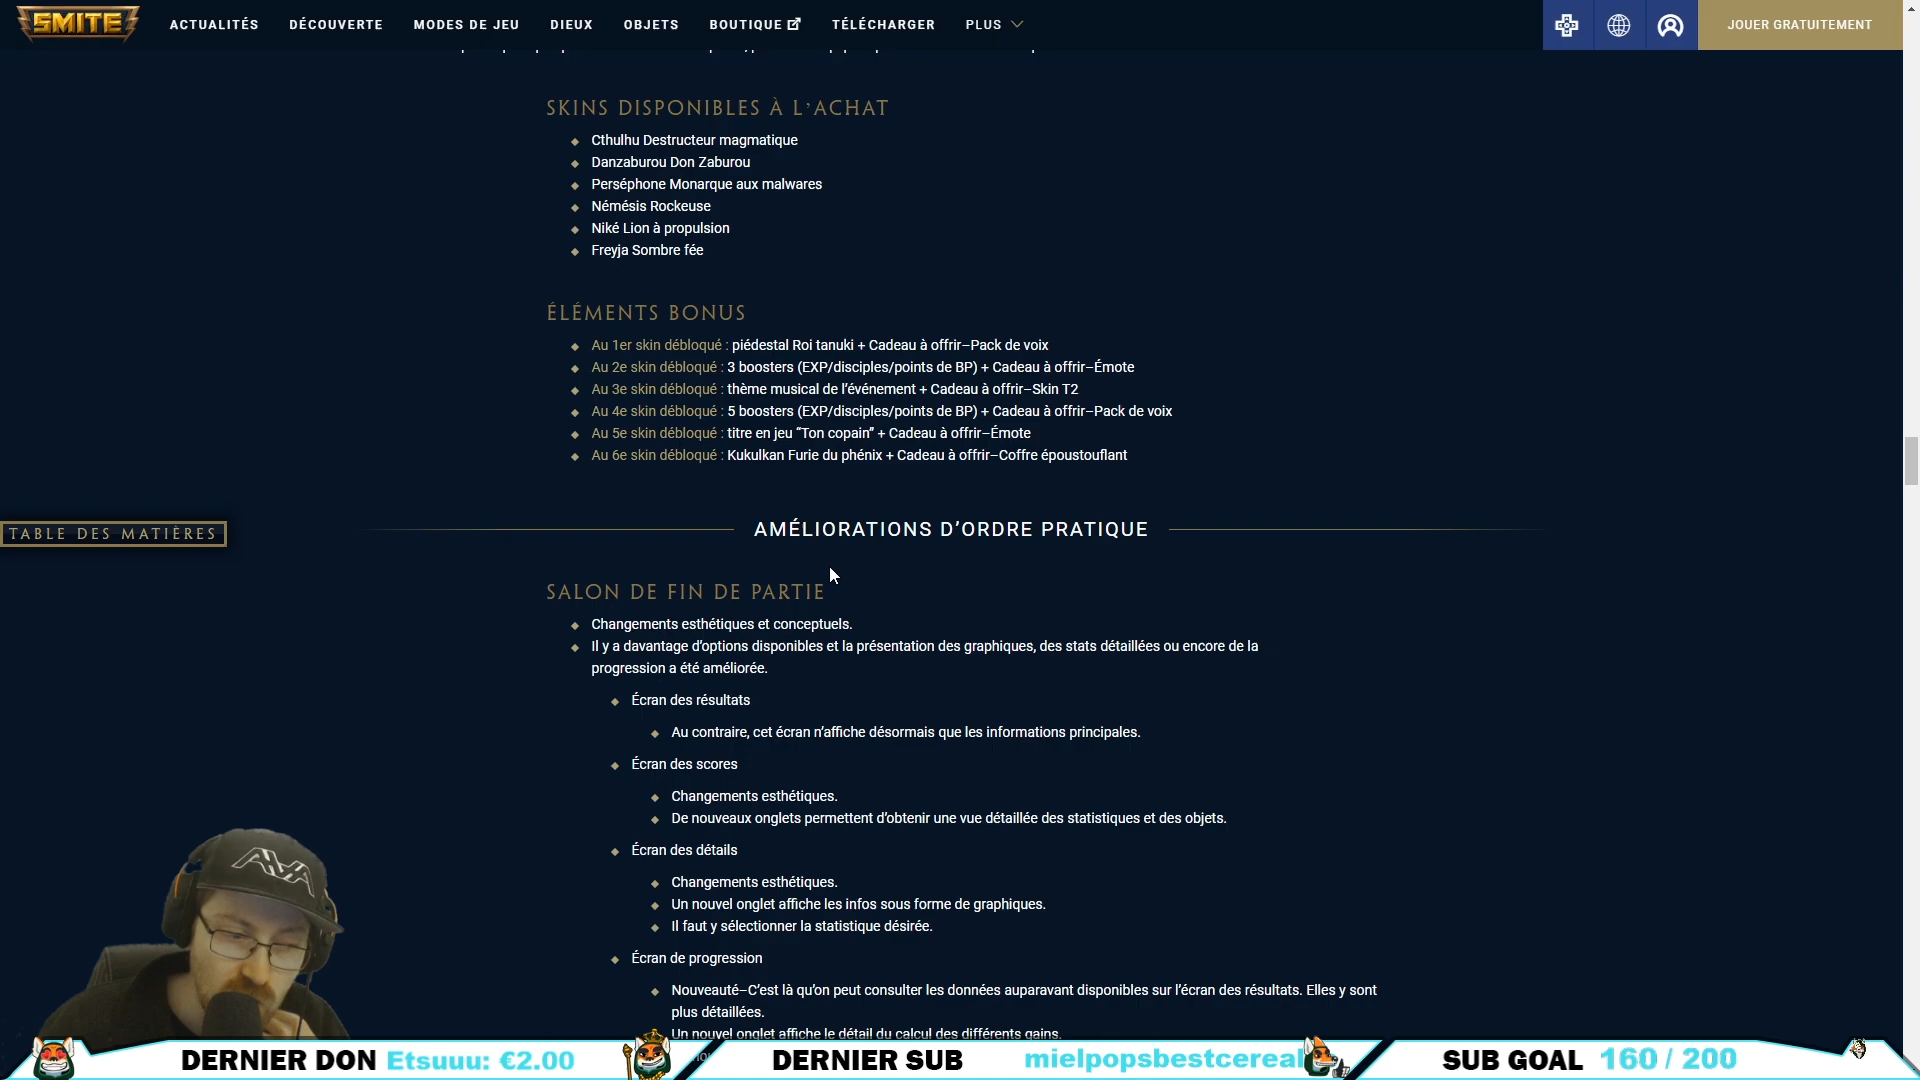 SMITE
ACTUALITÉS DÉCOUVERTE MODES DE JEU DIEUX OBJETS BOUTIQUE TÉLÉCHARGER PLUS
JOUER GRATUITEMENT
SKINS DISPONIBLES À L'ACHAT
Cthulhu Destructeur magmatique
Danzaburou Don Zaburou
Perséphone Monarque aux malwares
Némésis Rockeuse
Niké Lion à propulsion
Freyja Sombre fée
ÉLÉMENTS BONUS
Au 1er skin débloqué : piédestal Roi tanuki + Cadeau à offrir–Pack de voix
Au 2e skin débloqué : 3 boosters (EXP/disciples/points de BP) + Cadeau à offrir–Émote
Au 3e skin débloqué : thème musical de l'événement + Cadeau à offrir–Skin T2
Au 4e skin débloqué : 5 boosters (EXP/disciples/points de BP) + Cadeau à offrir–Pack de voix
Au 5e skin débloqué : titre en jeu “Ton copain” + Cadeau à offrir–Émote
Au 6e skin débloqué : Kukulkan Furie du phénix + Cadeau à offrir–Coffre époustouflant
TABLE DES MATIÈRES
AMÉLIORATIONS D'ORDRE PRATIQUE
SALON DE FIN DE PARTIE
Changements esthétiques et conceptuels.
Il y a davantage d'options disponibles et la présentation des graphiques, des stats détaillées ou encore de la
progression a été améliorée.
Écran des résultats
Au contraire, cet écran n'affiche désormais que les informations principales.
Écran des scores
Changements esthétiques.
De nouveaux onglets permettent d'obtenir une vue détaillée des statistiques et des objets.
Écran des détails
Changements esthétiques.
Un nouvel onglet affiche les infos sous forme de graphiques.
Il faut y sélectionner la statistique désirée.
Écran de progression
Nouveauté–C'est là qu'on peut consulter les données auparavant disponibles sur l'écran des résultats. Elles y sont
plus détaillées.
Un nouvel onglet affiche le détail du calcul des différents gains.
DERNIER DON Etsuuu: €2.00
DERNIER SUB mielpopsbestcereal
SUB GOAL 160 / 200